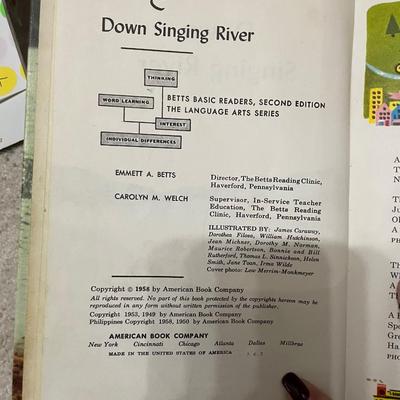 Down Singing River
THINKING
WORD LEARNING
INTEREST
INDIVIDUAL DIFFERENCES
BETTS BASIC READERS, SECOND EDITION
THE LANGUAGE ARTS SERIES
EMMETT A. BETTS
Director, The Betts Reading Clinic,
Haverford, Pennsylvania
CAROLYN M. WELCH
Supervisor, In-Service Teacher
Education, The Betts Reading
Clinic, Haverford, Pennsylvania
ILLUSTRATED BY: James Caraway,
Dorothea Filosa, William Hutchinson,
Jean Michner, Dorothy M. Norman,
Maurice Robertson, Bonnie and Bill
Rutherford, Thomas L. Sinnickson, Helen
Smith, Jane Toan, Irma Wilde
Cover photo: Lew Merrim-Monkmeyer
Copyright © 1958 by American Book Company
All rights reserved. No part of this book protected by the copyrights hereon may be
reproduced in any form without written permission of the publisher.
Copyright 1953, 1949 by American Book Company
Philippines Copyright 1958, 1950 by American Book Company
AMERICAN BOOK COMPANY
New York Cincinnati Chicago Atlanta Dallas Millbrae
MADE IN THE UNITED STATES OF AMERICA